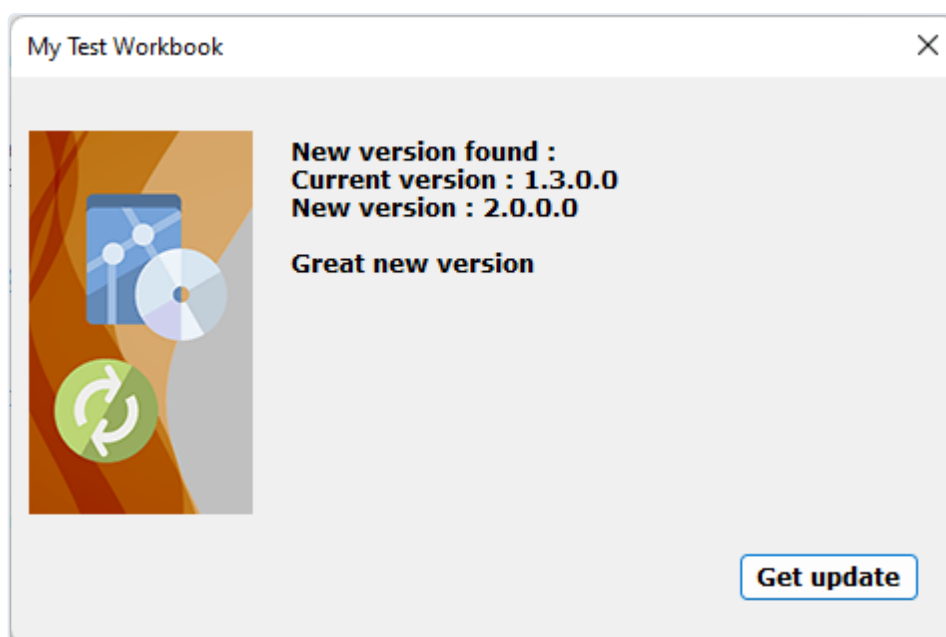 My Test Workbook
New version found :
Current version : 1.3.0.0
New version : 2.0.0.0
Great new version
Get update